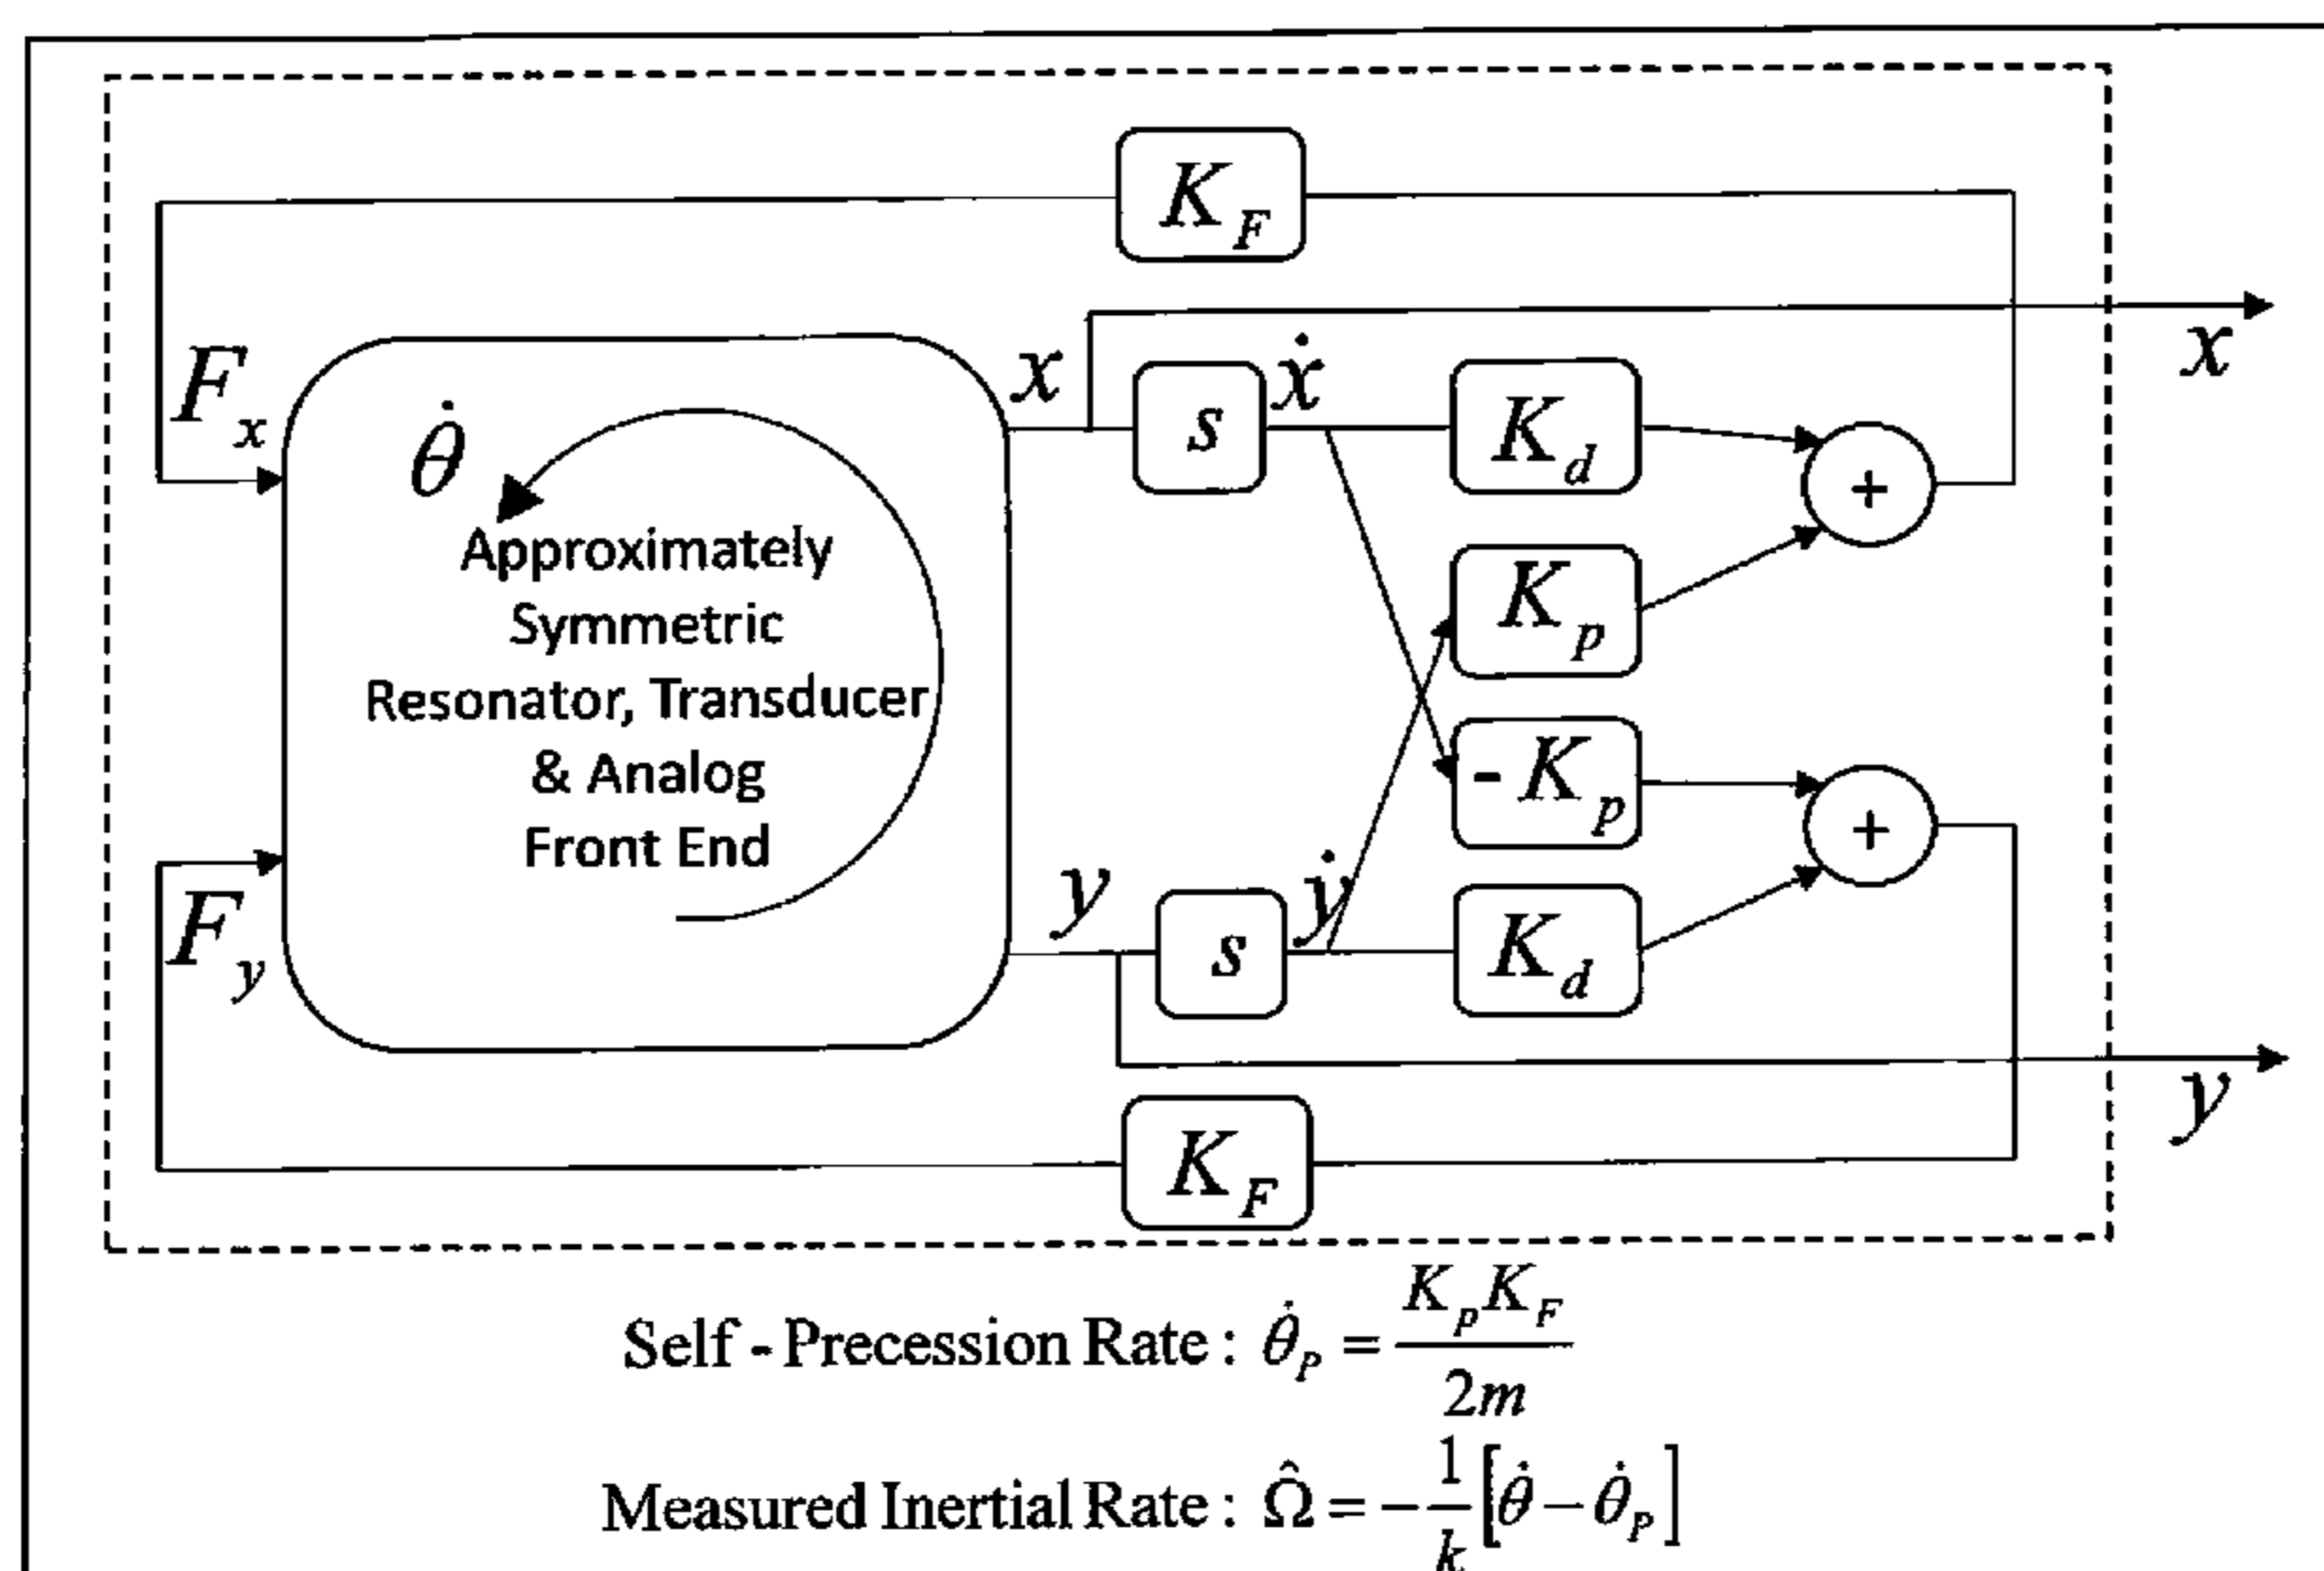 K_F
x
F_x
x
s
ẋ
K_d
+
θ̇
Approximately
Symmetric
Resonator, Transducer
& Analog
Front End
K_p
- K_p
+
F_y
y
s
ẏ
K_d
y
K_F
Self - Precession Rate : θ̇_P = K_p K_F / 2m
Measured Inertial Rate : Ω̂ = - 1/k [θ̇ - θ̇_P]